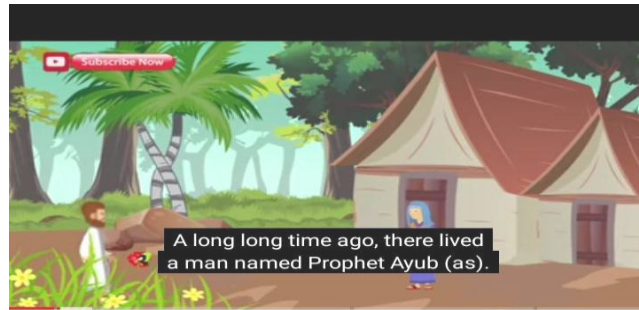 Subscribe Now
A long long time ago, there lived
a man named Prophet Ayub (as).